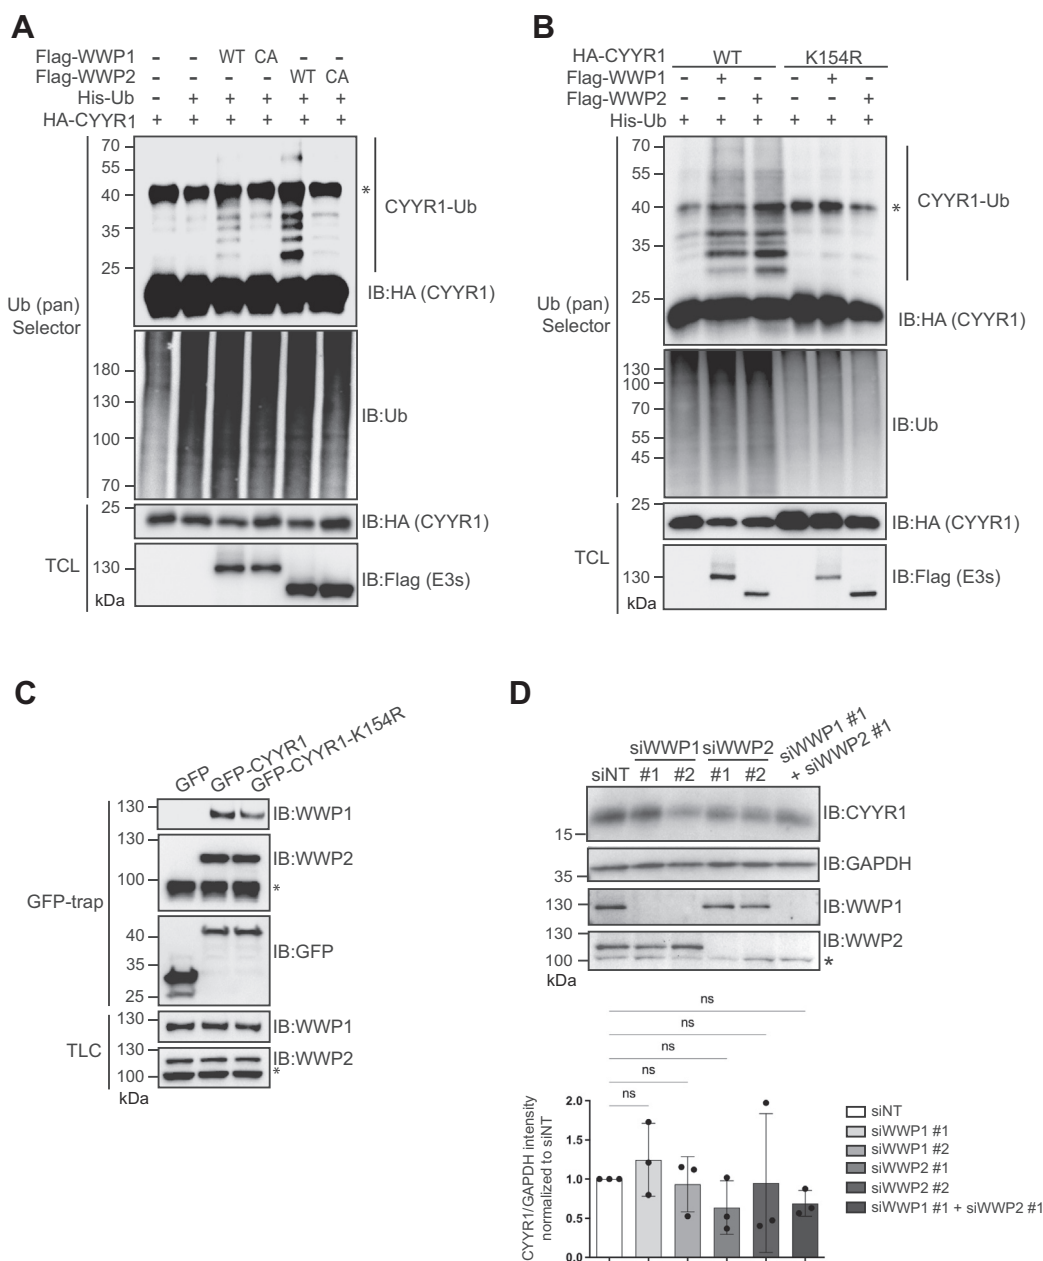 A
Flag-WWP1 - - WT CA - -
Flag-WWP2 - - - - WT CA
His-Ub - + + + + +
HA-CYYR1 + + + + + +
70
55
40
35
25
*
CYYR1-Ub
IB:HA (CYYR1)
Ub (pan)
Selector
180
130
100
70
IB:Ub
25
IB:HA (CYYR1)
TCL
130
kDa
IB:Flag (E3s)
B
HA-CYYR1 WT K154R
Flag-WWP1 - + - - + -
Flag-WWP2 - - + - - +
His-Ub + + + + + +
70
55
40
35
25
*
CYYR1-Ub
IB:HA (CYYR1)
Ub (pan)
Selector
130
100
70
55
45
IB:Ub
25
IB:HA (CYYR1)
TCL
130
kDa
IB:Flag (E3s)
C
GFP
GFP-CYYR1
GFP-CYYR1-K154R
130
IB:WWP1
130
100
IB:WWP2
*
GFP-trap
40
35
25
IB:GFP
130
IB:WWP1
TLC
130
100
IB:WWP2
*
kDa
D
siWWP1 siWWP2
siWWP1 #1
+ siWWP2 #1
siNT #1 #2 #1 #2
15
IB:CYYR1
35
IB:GAPDH
130
IB:WWP1
130
100
IB:WWP2
*
kDa
ns
ns
ns
ns
ns
CYYR1/GAPDH intensity
normalized to siNT
2.0
1.5
1.0
0.5
0.0
siNT
siWWP1 #1
siWWP1 #2
siWWP2 #1
siWWP2 #2
siWWP1 #1 + siWWP2 #1